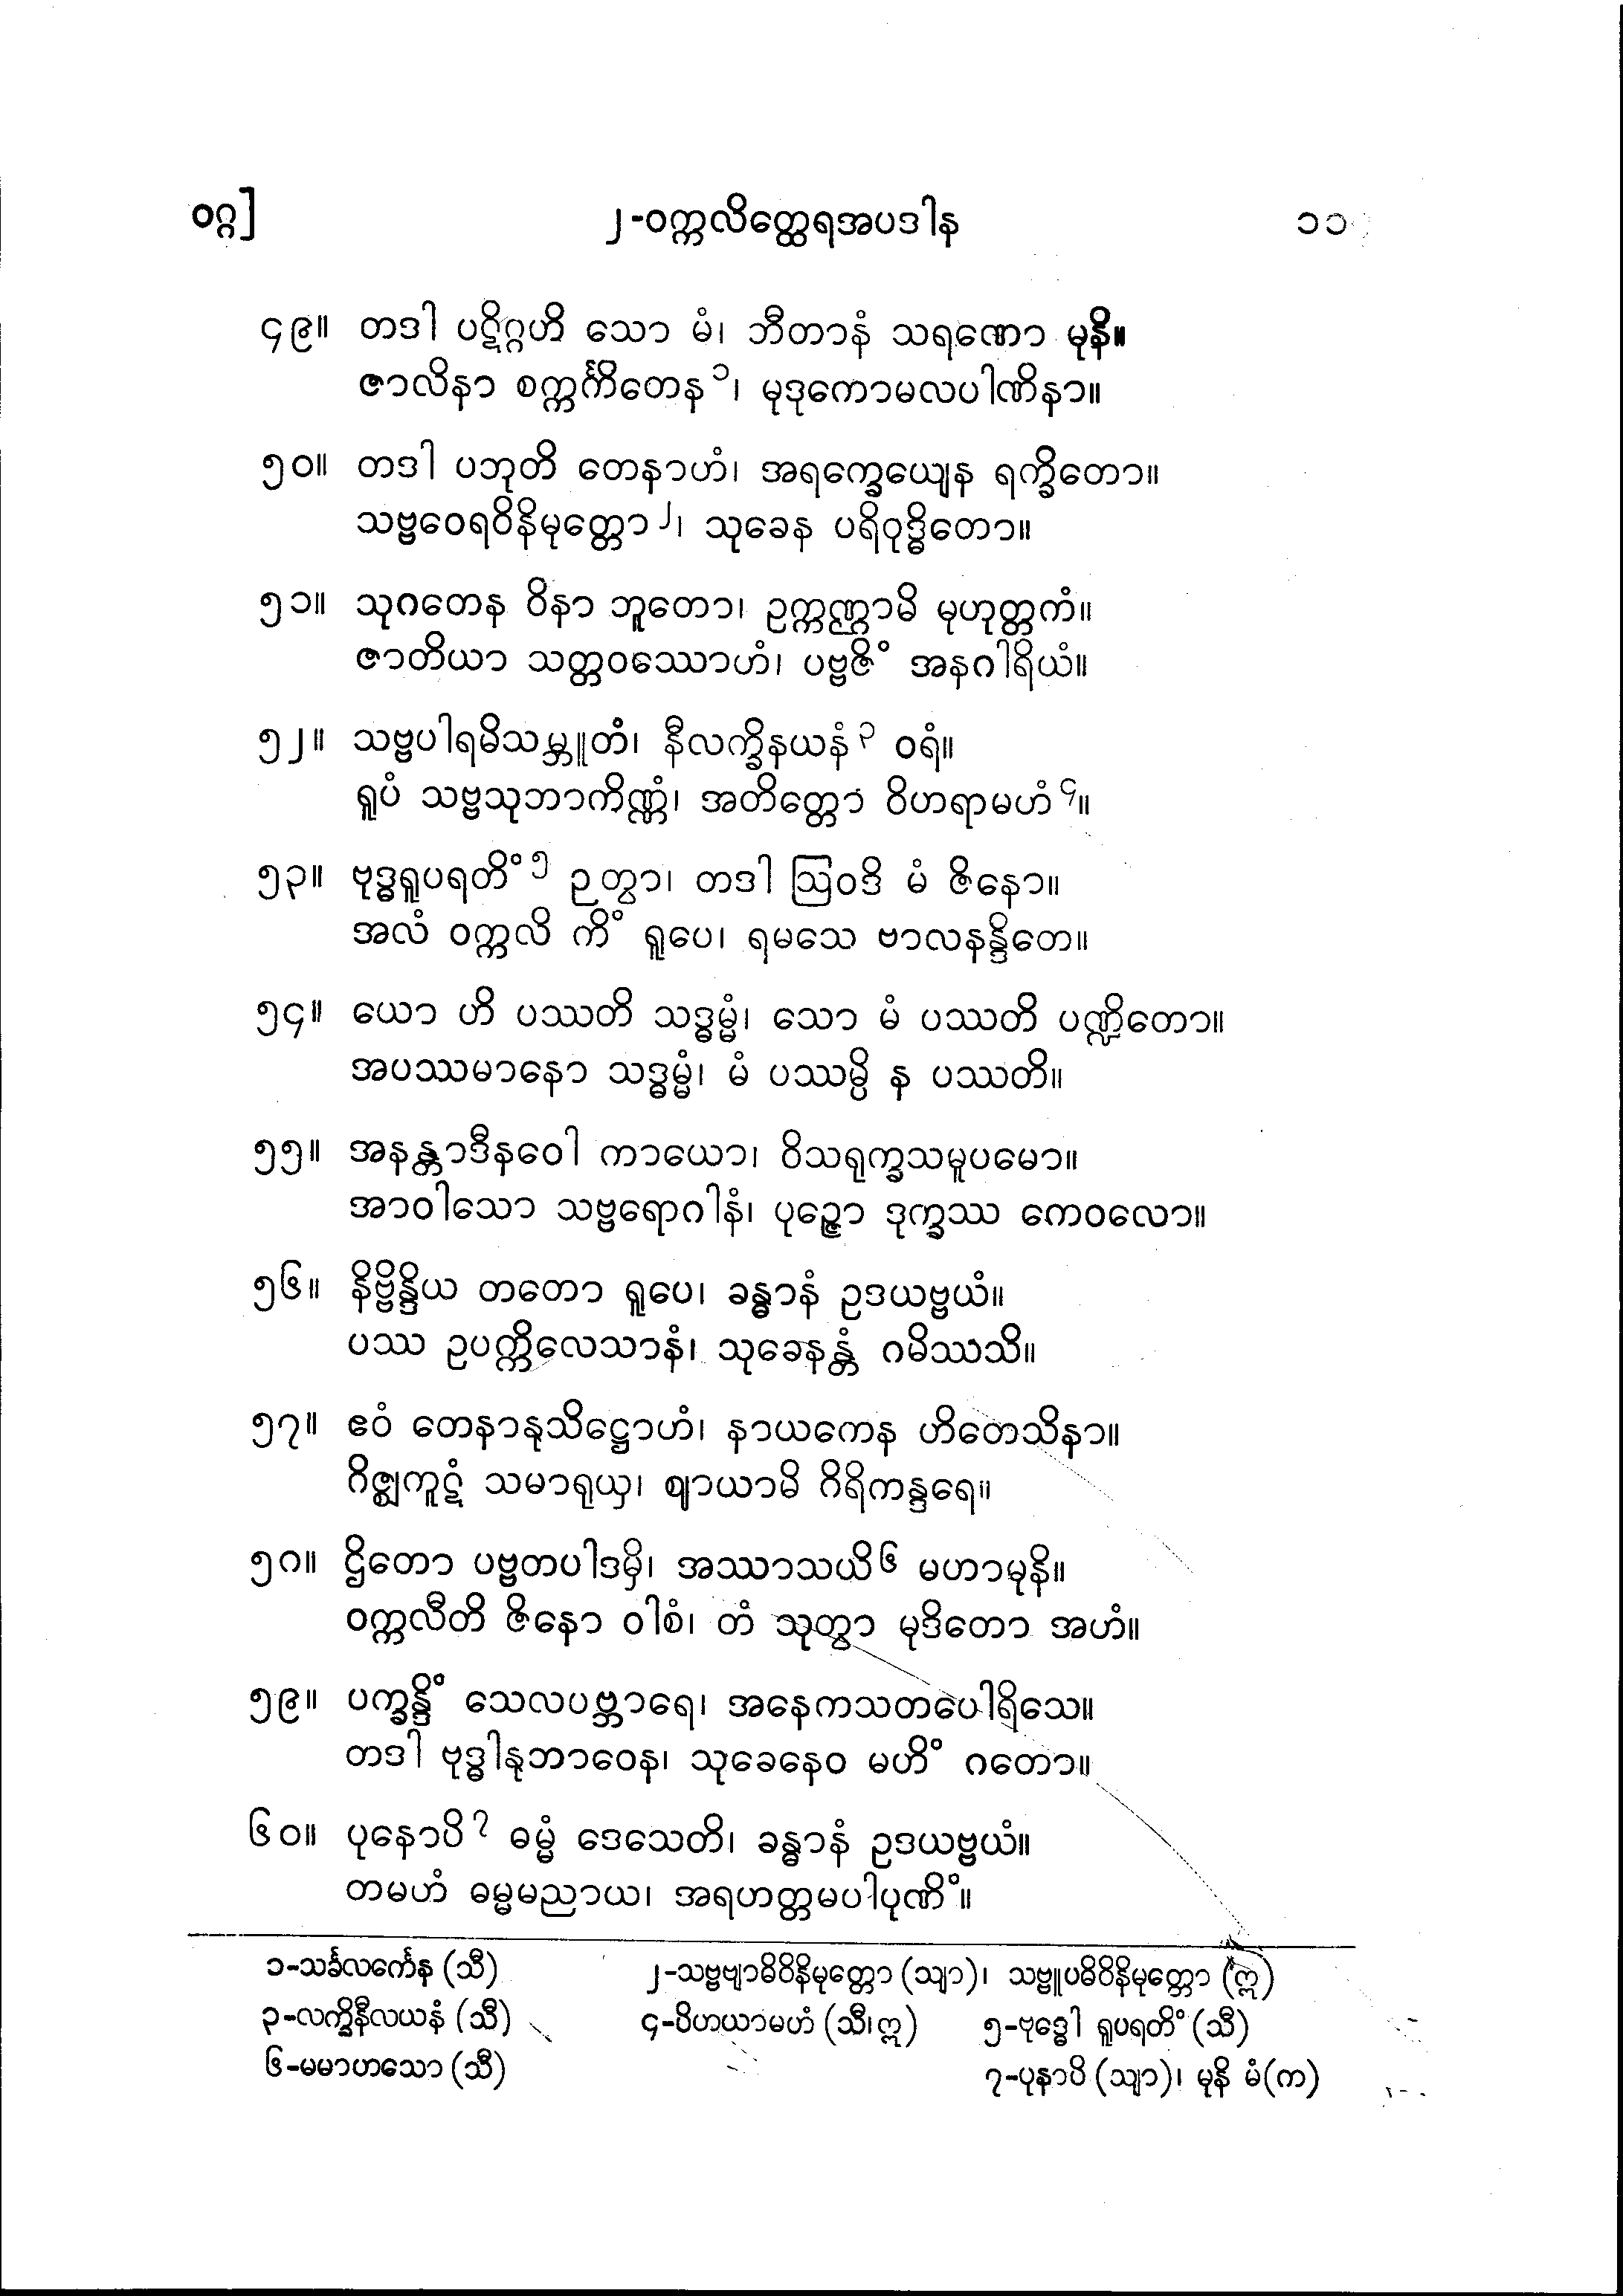 ဝဂ္ဂ]
၂-ဝက္ကလိတ္ထေရအပဒါန
၁၁
၄၉။ တဒါ ပဋိဂ္ဂဟိ သော မံ၊ ဘီတာနံ သရဏော မုနိ။
ဇာလိနာ စက္ကင်္ကိတေန၁၊ မုဒုကောမလပါဏိနာ။
၅၀။ တဒါ ပဘုတိ တေနာဟံ၊ အရက္ခေယျေန ရက္ခိတော။
သဗ္ဗဝေရဝိနိမုတ္တော၂၊ သုခေန ပရိဝုဒ္ဓိတော။
၅၁။ သုဂတေန ဝိနာ ဘူတော၊ ဥက္ကဏ္ဌာမိ မုဟုတ္တကံ။
ဇာတိယာ သတ္တဝဿောဟံ၊ ပဗ္ဗဇိံ အနဂါရိယံ။
၅၂။ သဗ္ဗပါရမိသမ္ဘူတံ၊ နီလက္ခိနယနံ၃ ဝရံ။
ရူပံ သဗ္ဗသုဘာကိဏ္ဏံ၊ အတိတ္တော ဝိဟရာမဟံ၄။
၅၃။ ဗုဒ္ဓရူပရတိံ၅ ဉတွာ၊ တဒါ ဩဝဒိ မံ ဇိနော။
အလံ ဝက္ကလိ ကိံ ရူပေ၊ ရမသေ ဗာလနန္ဒိတေ။
၅၄။ ယော ဟိ ပဿတိ သဒ္ဓမ္မံ၊ သော မံ ပဿတိ ပဏ္ဍိတော။
အပဿမာနော သဒ္ဓမ္မံ၊ မံ ပဿမ္ပိ န ပဿတိ။
၅၅။ အနန္တာဒီနဝေါ ကာယော၊ ဝိသရုက္ခသမူပမော။
အာဝါသော သဗ္ဗရောဂါနံ၊ ပုဉ္ဇော ဒုက္ခဿ ကေဝလော။
၅၆။ နိဗ္ဗိန္ဒိယ တတော ရူပေ၊ ခန္ဓာနံ ဥဒယဗ္ဗယံ။
ပဿ ဥပက္ကိလေသာနံ၊ သုခေနန္တံ ဂမိဿသိ။
၅၇။ ဧဝံ တေနာနုသိဋ္ဌောဟံ၊ နာယကေန ဟိတေသိနာ။
ဂိဇ္ဈကူဋံ သမာရုယှ၊ ဈာယာမိ ဂိရိကန္ဒရေ။
၅၈။ ဌိတော ပဗ္ဗတပါဒမှိ၊ အဿာသယိ၆ မဟာမုနိ။
ဝက္ကလီတိ ဇိနော ဝါစံ၊ တံ သုတွာ မုဒိတော အဟံ။
၅၉။ ပက္ခန္ဒိံ သေလပဗ္ဘာရေ၊ အနေကသတပေါရိသေ။
တဒါ ဗုဒ္ဓါနုဘာဝေန၊ သုခေနေဝ မဟိံ ဂတော။
၆၀။ ပုနောပိ၇ ဓမ္မံ ဒေသေတိ၊ ခန္ဓာနံ ဥဒယဗ္ဗယံ။
တမဟံ ဓမ္မမညာယ၊ အရဟတ္တမပါပုဏိံ။
၁-သင်္ခလင်္ကေန (သီ) ၂-သဗ္ဗဗျာဓိဝိနိမုတ္တော (သျာ)၊ သဗ္ဗူပဓိဝိနိမုတ္တော (ဣ)
၃-လက္ခိနီလယနံ (သီ) ၄-ပိဟယာမဟံ (သီ၊ဣ) ၅-ဗုဒ္ဓေါ ရူပရတိံ (သီ)
၆-မမာဟသော (သီ) ၇-ပုနာပိ (သျာ)၊ မုနိ မံ(က)